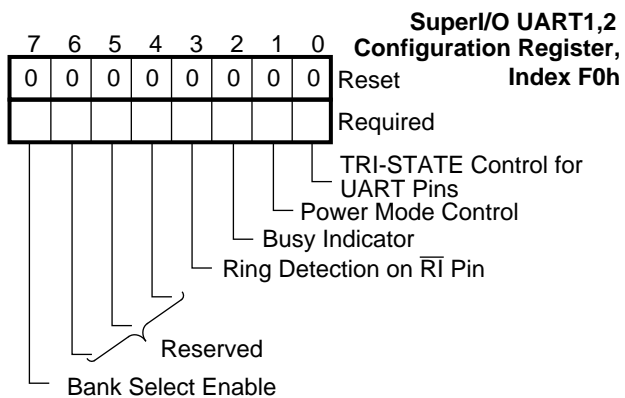 SuperI/O UART1,2
Configuration Register,
Index F0h
7 6 5 4 3 2 1 0
0 0 0 0 0 0 0 0 Reset
Required
TRI-STATE Control for
UART Pins
Power Mode Control
Busy Indicator
Ring Detection on R̅I̅ Pin
Reserved
Bank Select Enable